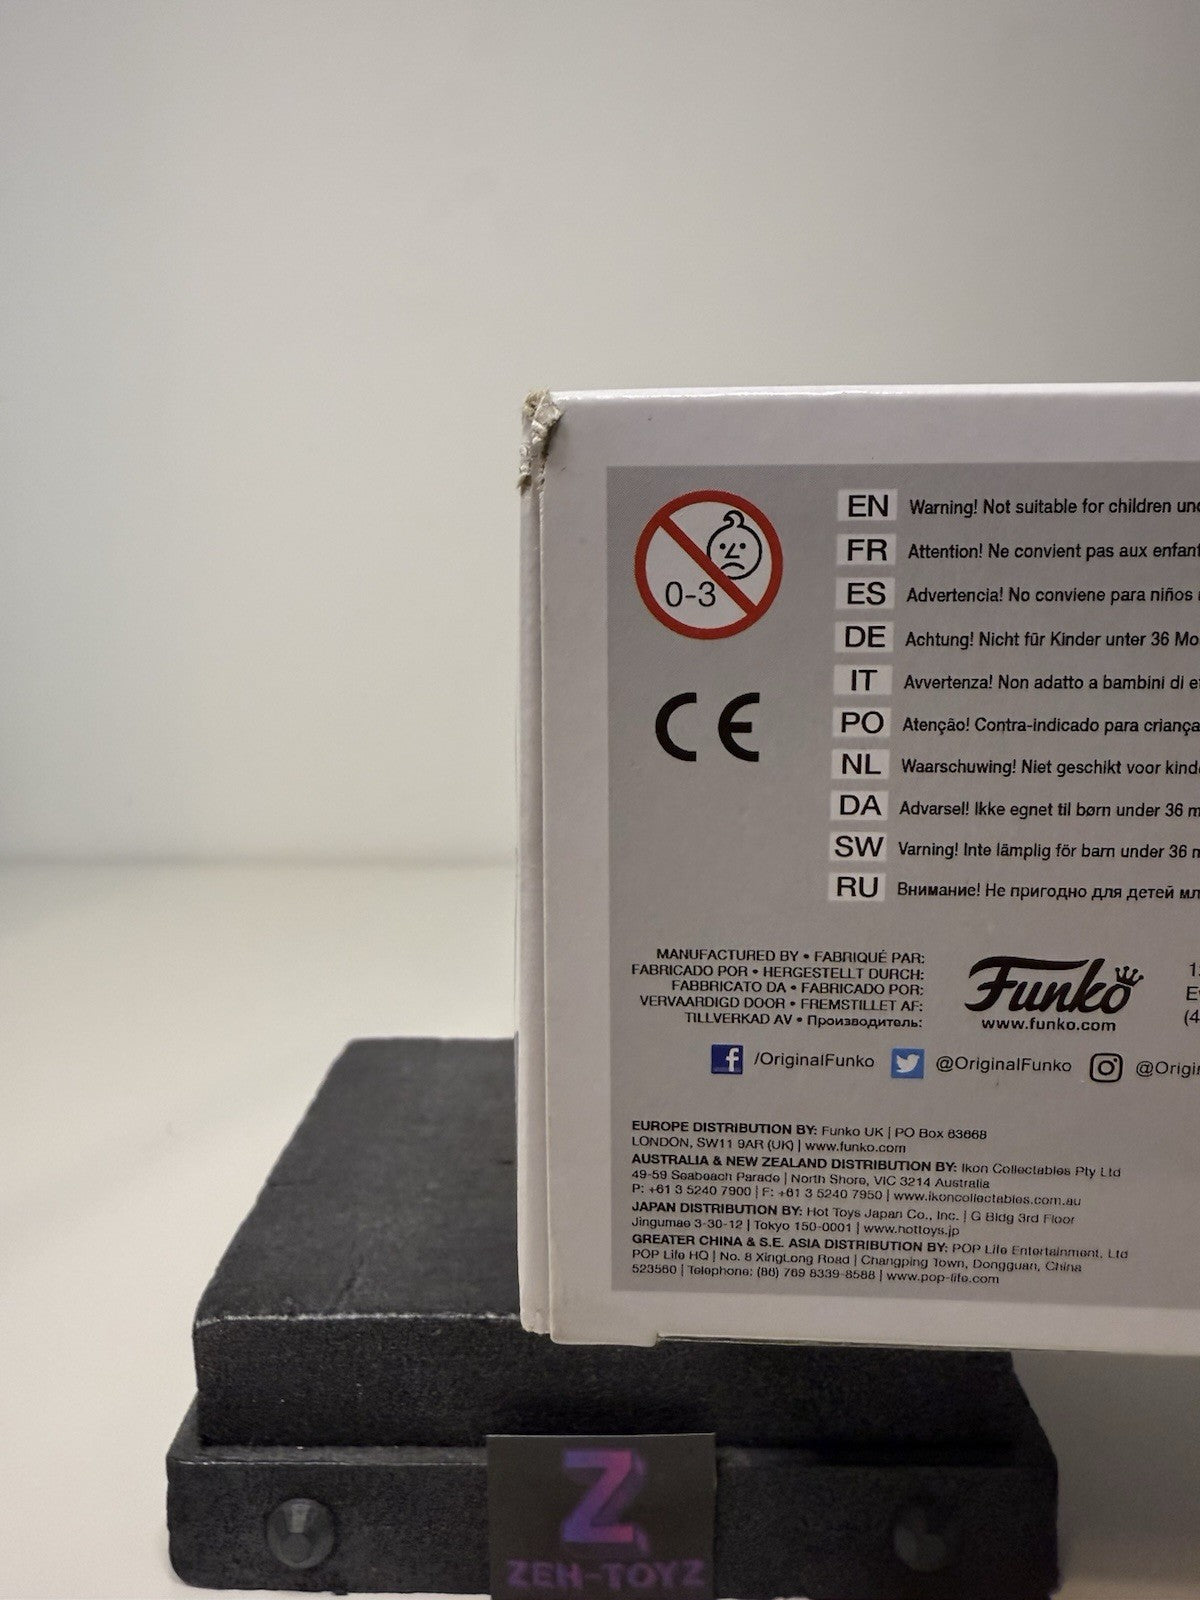 0-3
CE
EN Warning! Not suitable for children
FR Attention! Ne convient pas aux
ES Advertencia! No conviene para niños
DE Achtung! Nicht für Kinder unter 36
IT Avvertenza! Non adatto a bambini di
PO Atenção! Contra-indicado para
NL Waarschuwing! Niet geschikt voor
DA Advarsel! Ikke egnet til børn under 36
SW Varning! Inte lämplig för barn under 36
RU Внимание! Не пригодно для детей
MANUFACTURED BY • FABRIQUÉ PAR:
FABRICADO POR • HERGESTELLT DURCH:
FABBRICATO DA • FABRICADO POR:
VERVAARDIGD DOOR • FREMSTILLET AF:
TILLVERKAD AV • Производитель:
Funko
www.funko.com
/OriginalFunko @OriginalFunko
EUROPE DISTRIBUTION BY: Funko UK | PO Box 63668
LONDON, SW11 9AR (UK) | www.funko.com
AUSTRALIA & NEW ZEALAND DISTRIBUTION BY: Ikon Collectables Pty Ltd
49-59 Seabeach Parade | North Shore, VIC 3214 Australia
P: +61 3 5240 7900 | F: +61 3 5240 7950 | www.ikoncollectables.com.au
JAPAN DISTRIBUTION BY: Hot Toys Japan Co., Inc. | G Bldg 3rd Floor
Jingumae 3-30-12 | Tokyo 150-0001 | www.hottoys.jp
GREATER CHINA & S.E. ASIA DISTRIBUTION BY: POP Life Entertainment, Ltd
POP Life HQ | No. 8 XingLong Road | Changping Town, Dongguan, China
523560 | Telephone: (86) 769 8339-8588 | www.pop-life.com
Z
ZEH-TOYZ